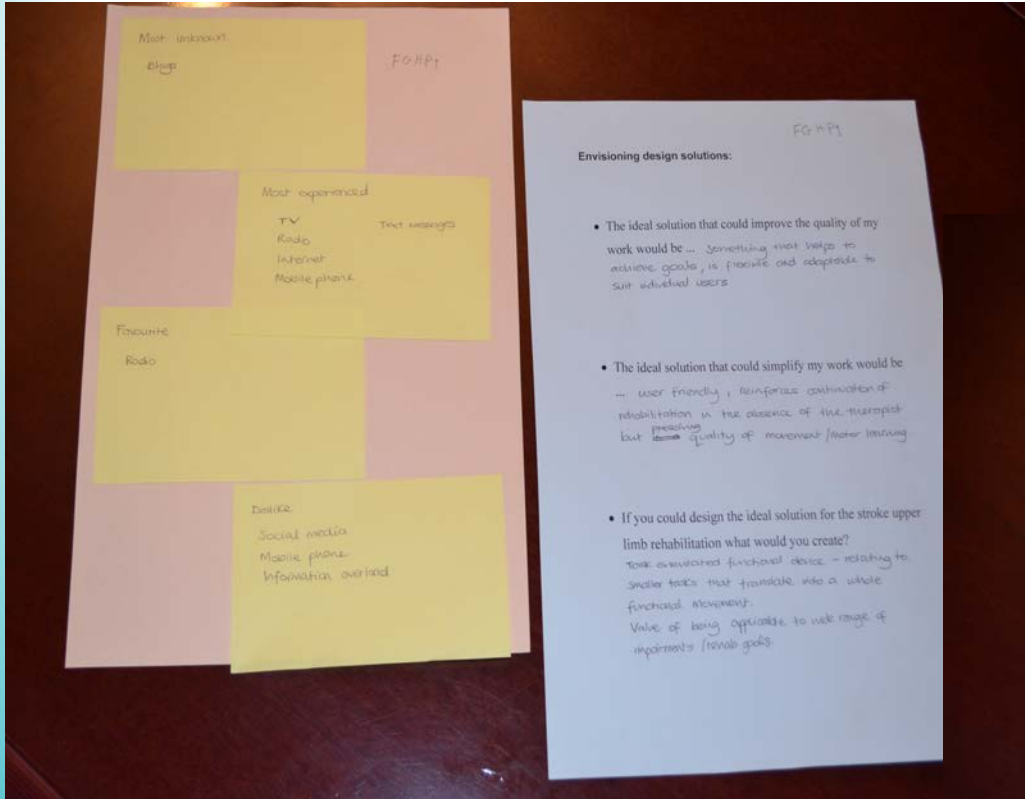 Most unknown
Blogs
FGHP1
Most experienced
TV
Text messages
Radio
Internet
Mobile phone
Favourite
Radio
Dislike
Social media
Mobile phone
Information overload
FGHP1
Envisioning design solutions:
• The ideal solution that could improve the quality of my
work would be ... something that helps to
achieve goals, is flexible and adaptable to
suit individual users
• The ideal solution that could simplify my work would be
... user friendly, reinforces continuation of
rehabilitation in the absence of the therapist
preserving
but quality of movement/motor learning
• If you could design the ideal solution for the stroke upper
limb rehabilitation what would you create?
Task orientated functional device - relating to
smaller tasks that translate into a whole
functional movement.
Value of being applicable to wide range of
impairments/rehab goals.